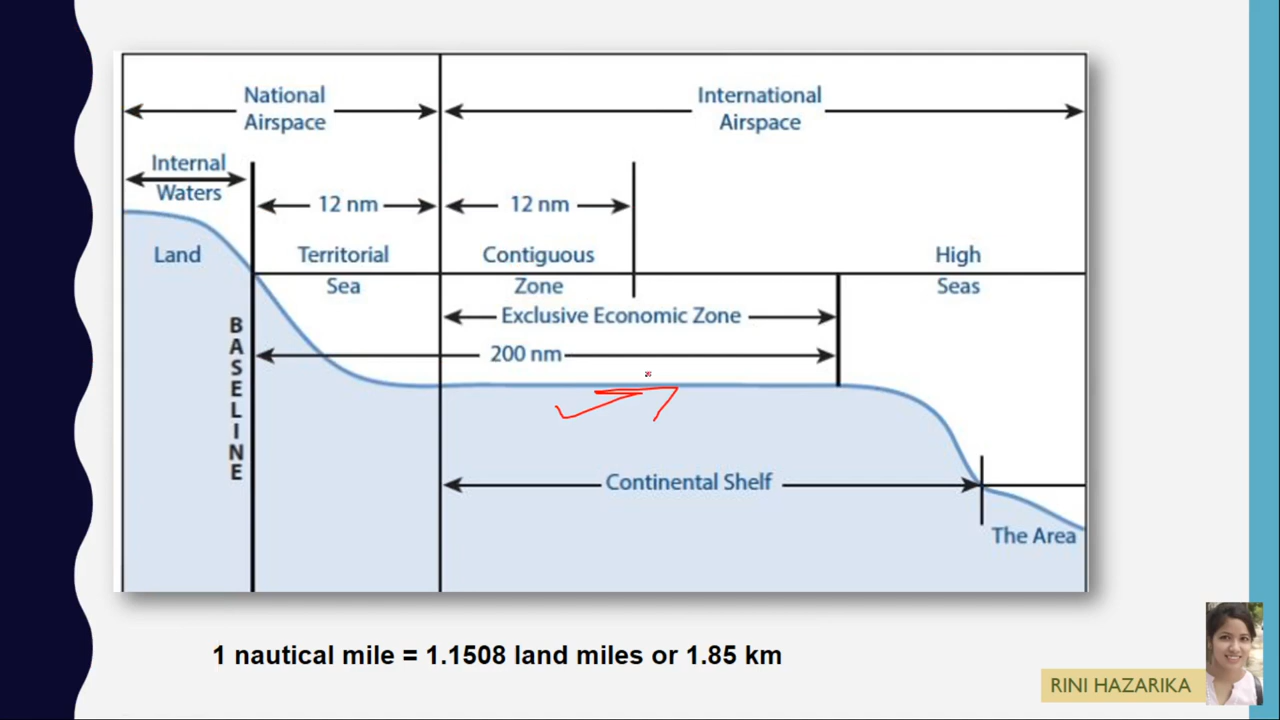 National
Airspace
International
Airspace
Internal
Waters
12 nm
12 nm
Land
Territorial
Sea
Contiguous
Zone
High
Seas
Exclusive Economic Zone
200 nm
BASELINE
Continental Shelf
The Area
1 nautical mile = 1.1508 land miles or 1.85 km
RINI HAZARIKA